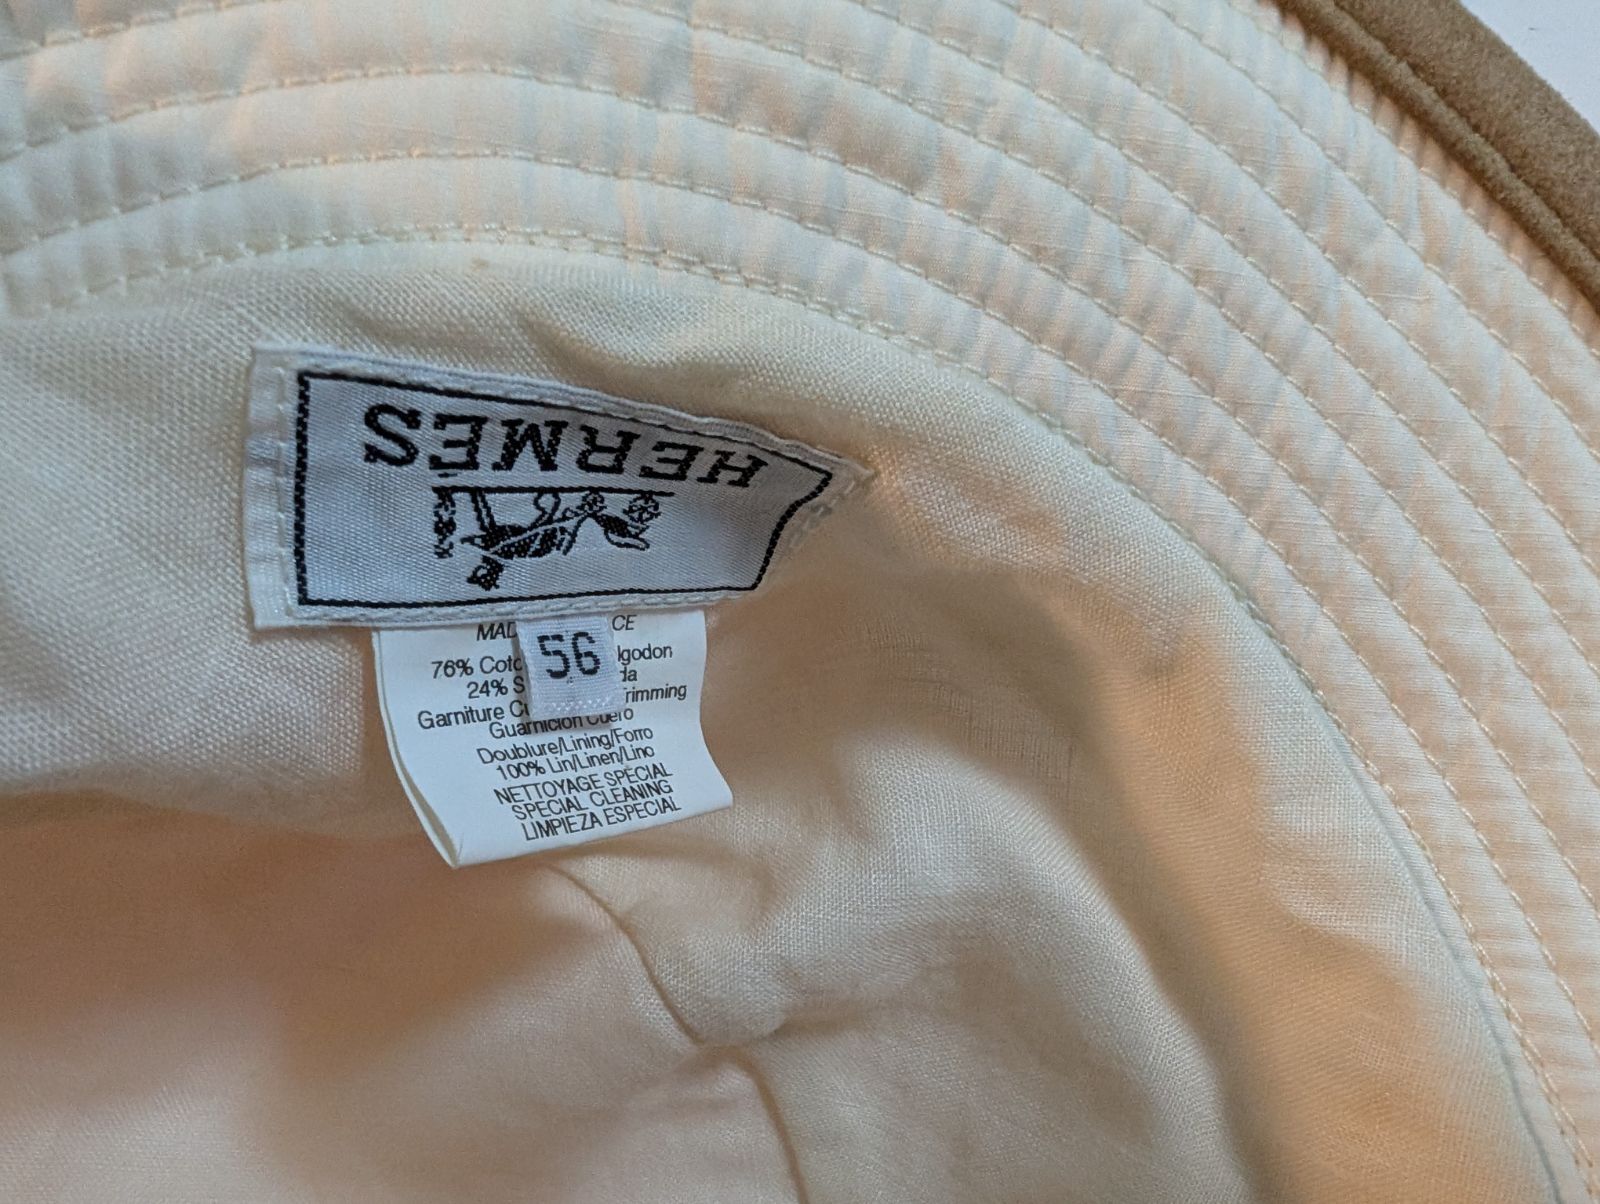 HERMES
56
MAD CE
76% Coto lgodon
24% S da
Garniture Cu rimming
Guarnicion Cuero
Doublure/Lining/Forro
100% Lin/Linen/Lino
NETTOYAGE SPÉCIAL
SPECIAL CLEANING
LIMPIEZA ESPECIAL